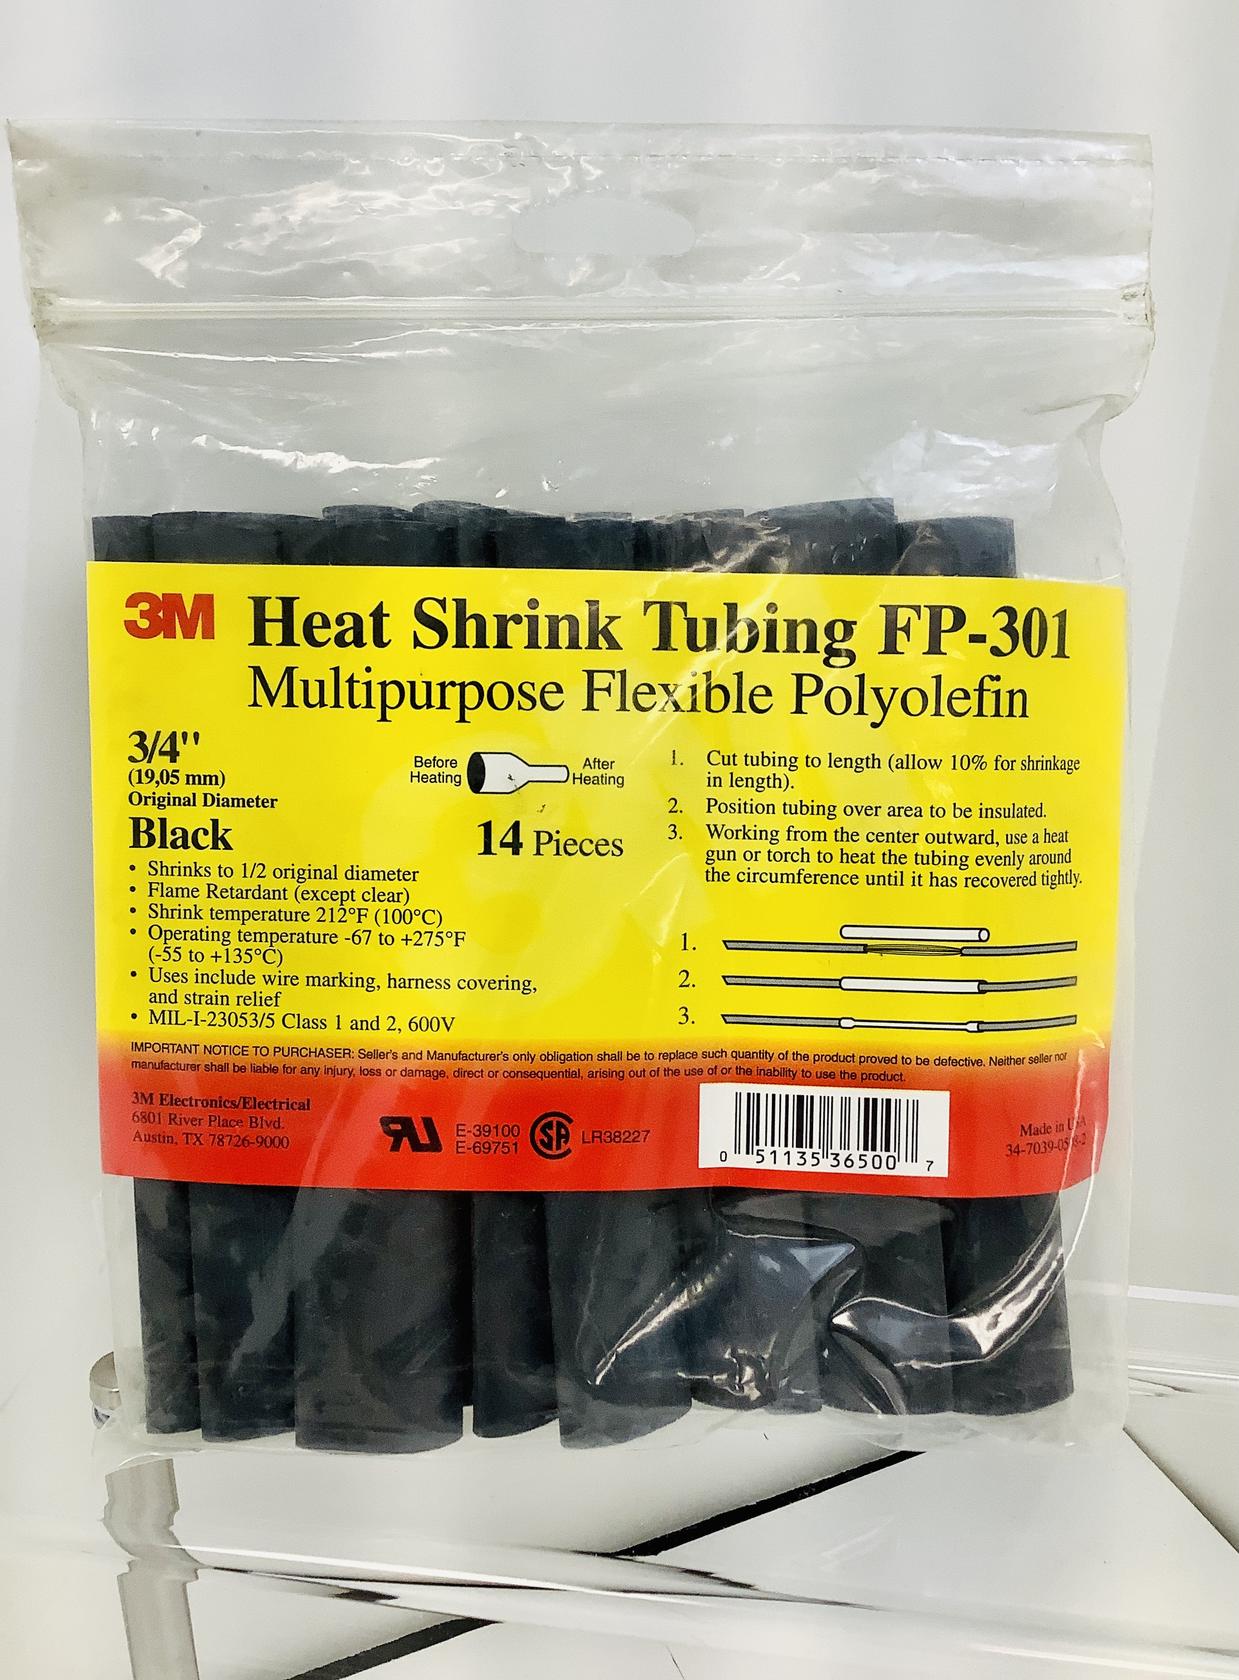 3M Heat Shrink Tubing FP-301
Multipurpose Flexible Polyolefin
3/4"
(19,05 mm)
Original Diameter
Black
• Shrinks to 1/2 original diameter
• Flame Retardant (except clear)
• Shrink temperature 212°F (100°C)
• Operating temperature -67 to +275°F
(-55 to +135°C)
• Uses include wire marking, harness covering,
and strain relief
• MIL-I-23053/5 Class 1 and 2, 600V
Before
Heating
After
Heating
14 Pieces
1. Cut tubing to length (allow 10% for shrinkage
in length).
2. Position tubing over area to be insulated.
3. Working from the center outward, use a heat
gun or torch to heat the tubing evenly around
the circumference until it has recovered tightly.
1.
2.
3.
IMPORTANT NOTICE TO PURCHASER: Seller's and Manufacturer's only obligation shall be to replace such quantity of the product proved to be defective. Neither seller nor
manufacturer shall be liable for any injury, loss or damage, direct or consequential, arising out of the use of or the inability to use the product.
3M Electronics/Electrical
6801 River Place Blvd.
Austin, TX 78726-9000
RU
E-39100
E-69751
SA
LR38227
0 51135 36500 7
Made in USA